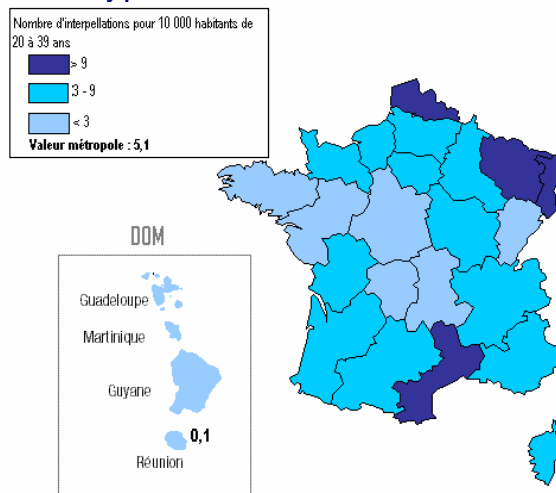 Nombre d'interpellations pour 10 000 habitants de
20 à 39 ans
> 9
3 - 9
< 3
Valeur métropole : 5,1
DOM
Guadeloupe
Martinique
Guyane
0,1
Réunion